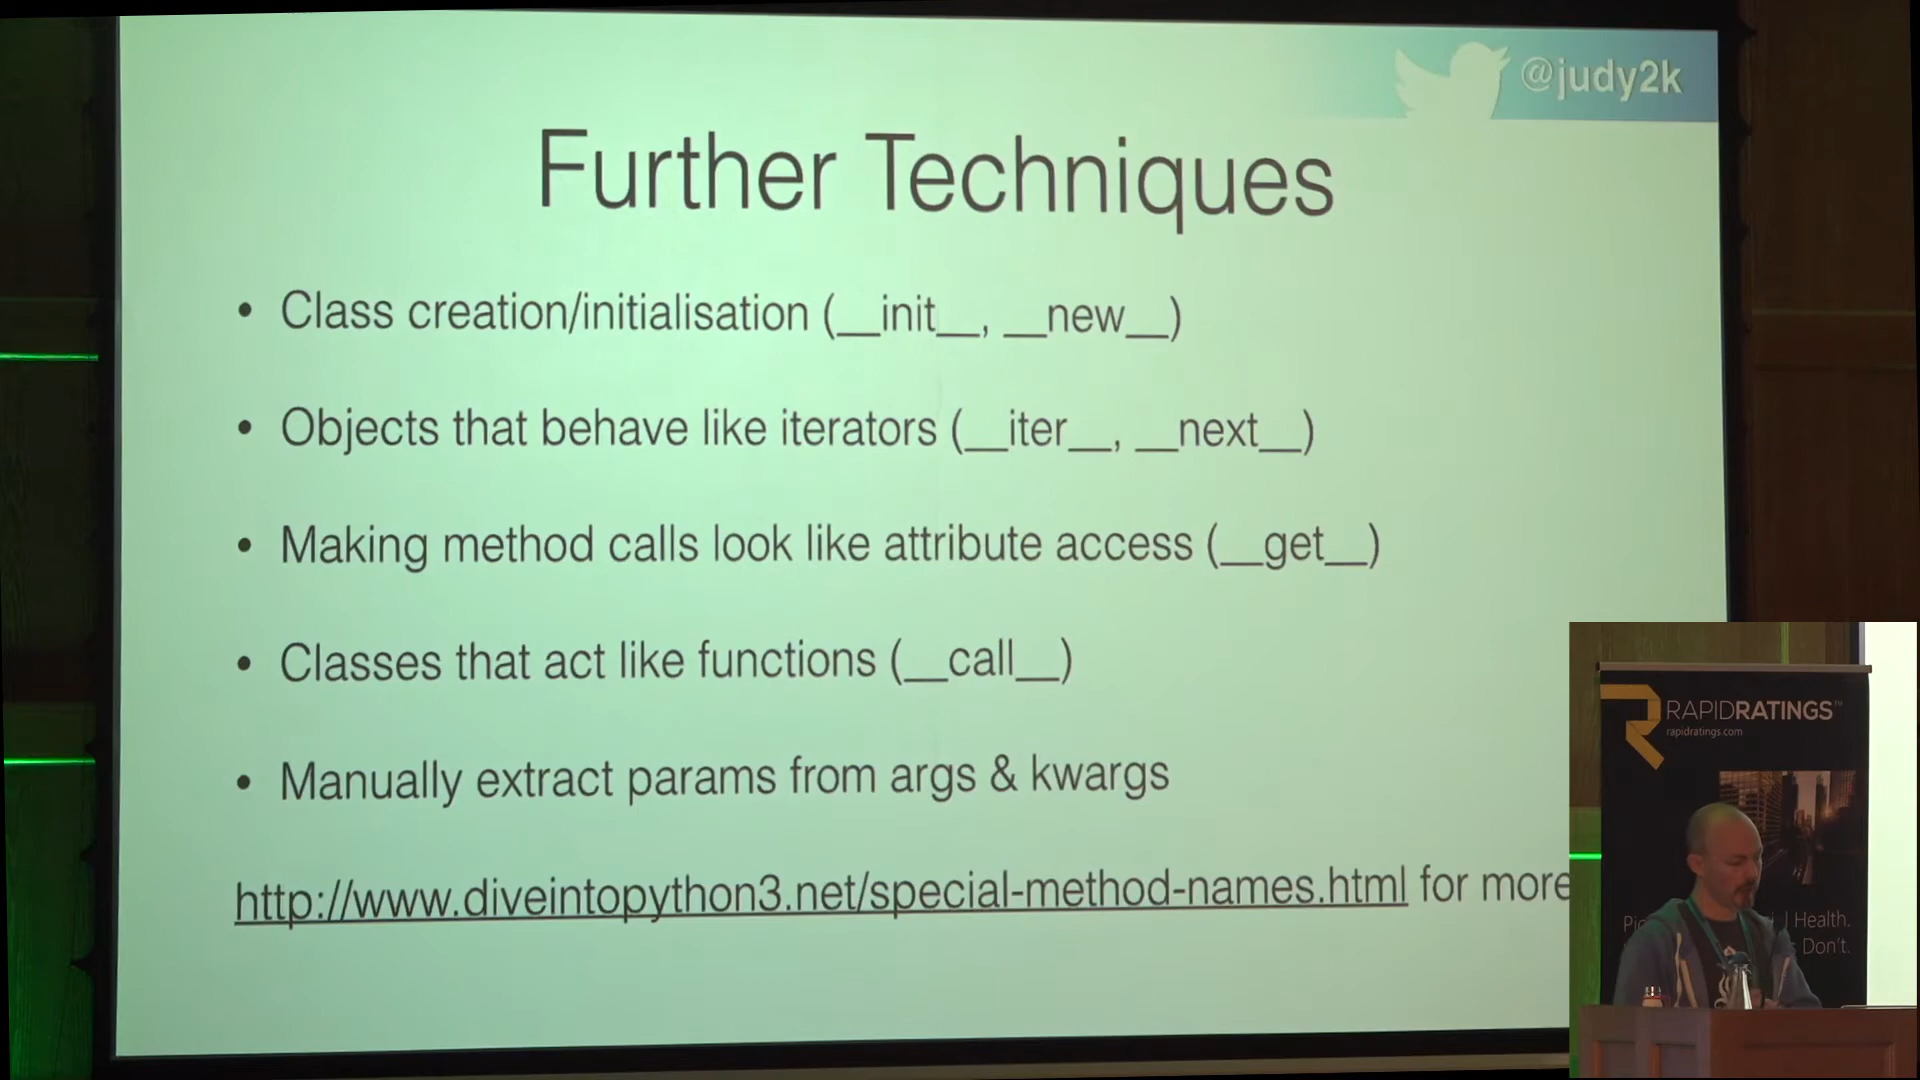 @judy2k
Further Techniques
• Class creation/initialisation (__init__, __new__)
• Objects that behave like iterators (__iter__, __next__)
• Making method calls look like attribute access (__get__)
• Classes that act like functions (__call__)
• Manually extract params from args & kwargs
http://www.diveintopython3.net/special-method-names.html for more
RAPIDRATINGS™
rapidratings.com
Health.
Don't.